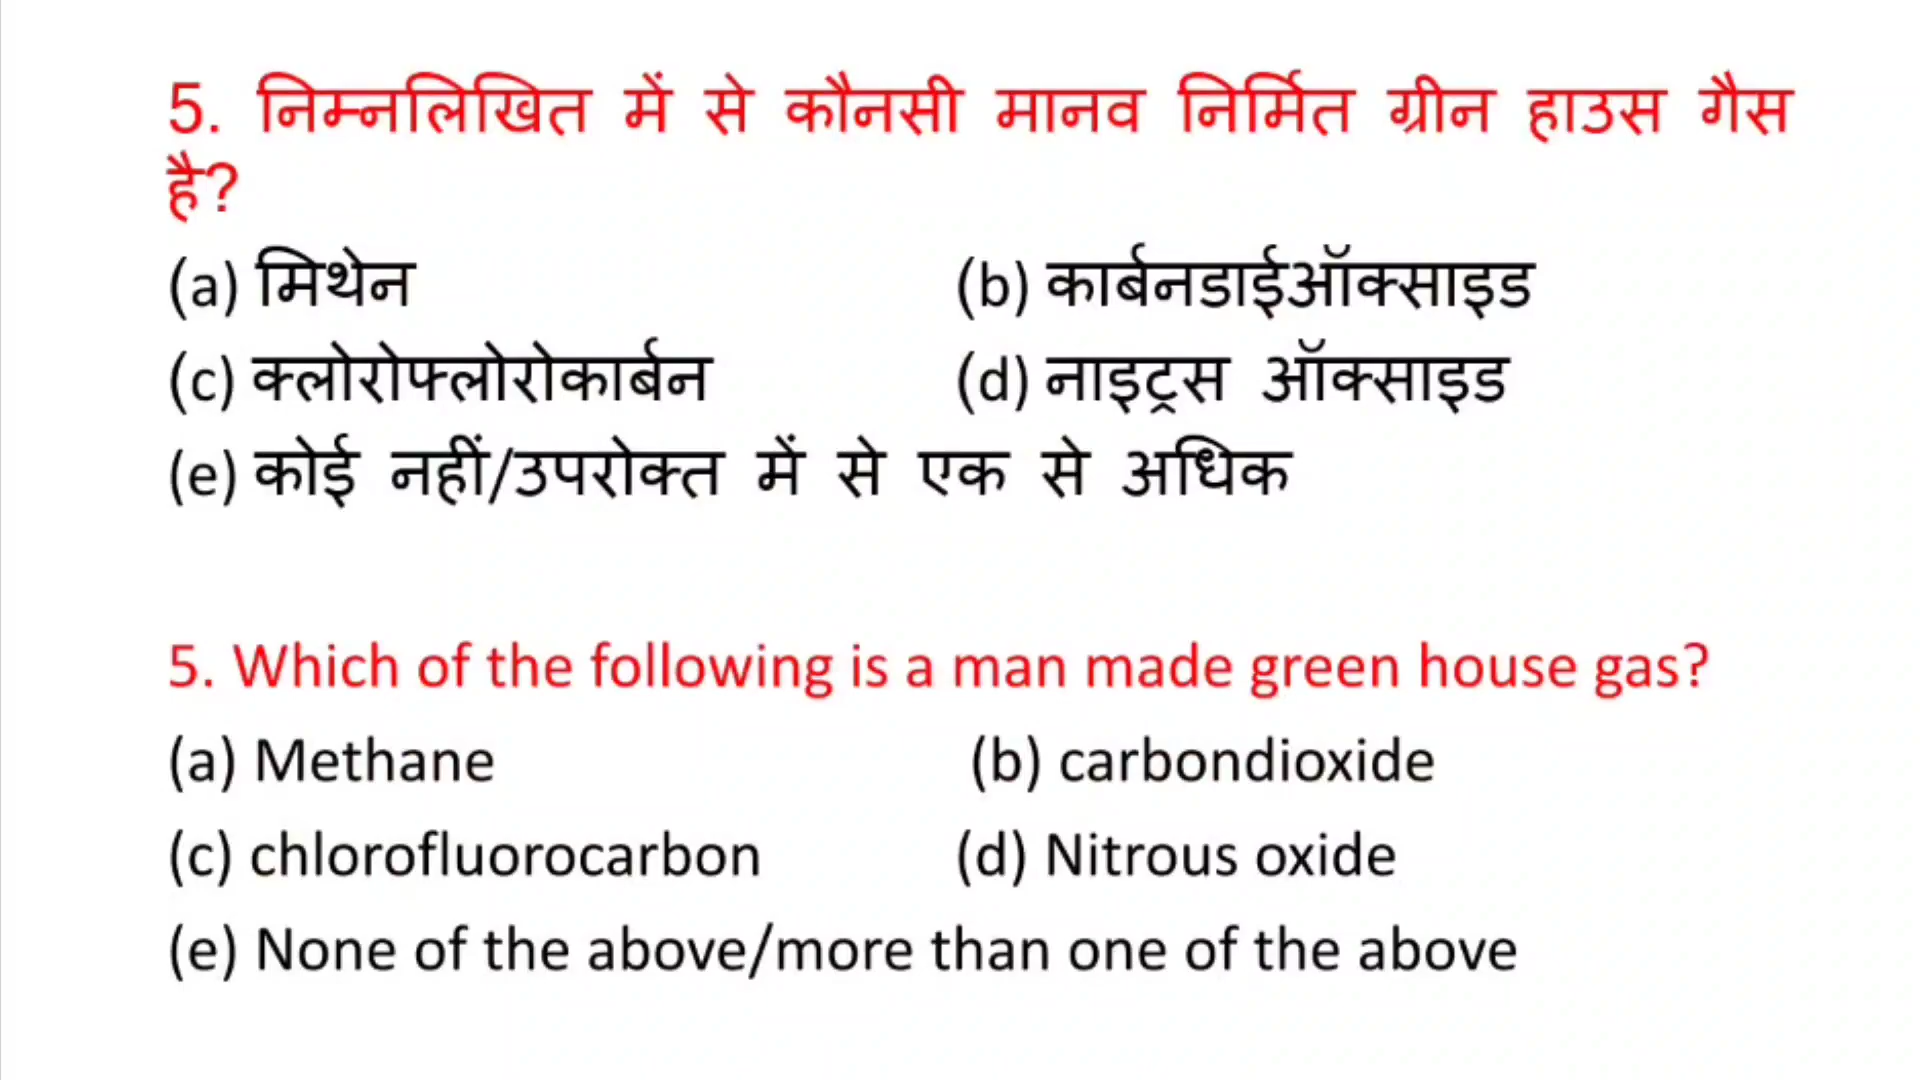 5. निम्नलिखित में से कौनसी मानव निर्मित ग्रीन हाउस गैस
है?
(a) मिथेन (b) कार्बनडाईऑक्साइड
(c) क्लोरोफ्लोरोकार्बन (d) नाइट्रस ऑक्साइड
(e) कोई नहीं/उपरोक्त में से एक से अधिक
5. Which of the following is a man made green house gas?
(a) Methane (b) carbondioxide
(c) chlorofluorocarbon (d) Nitrous oxide
(e) None of the above/more than one of the above